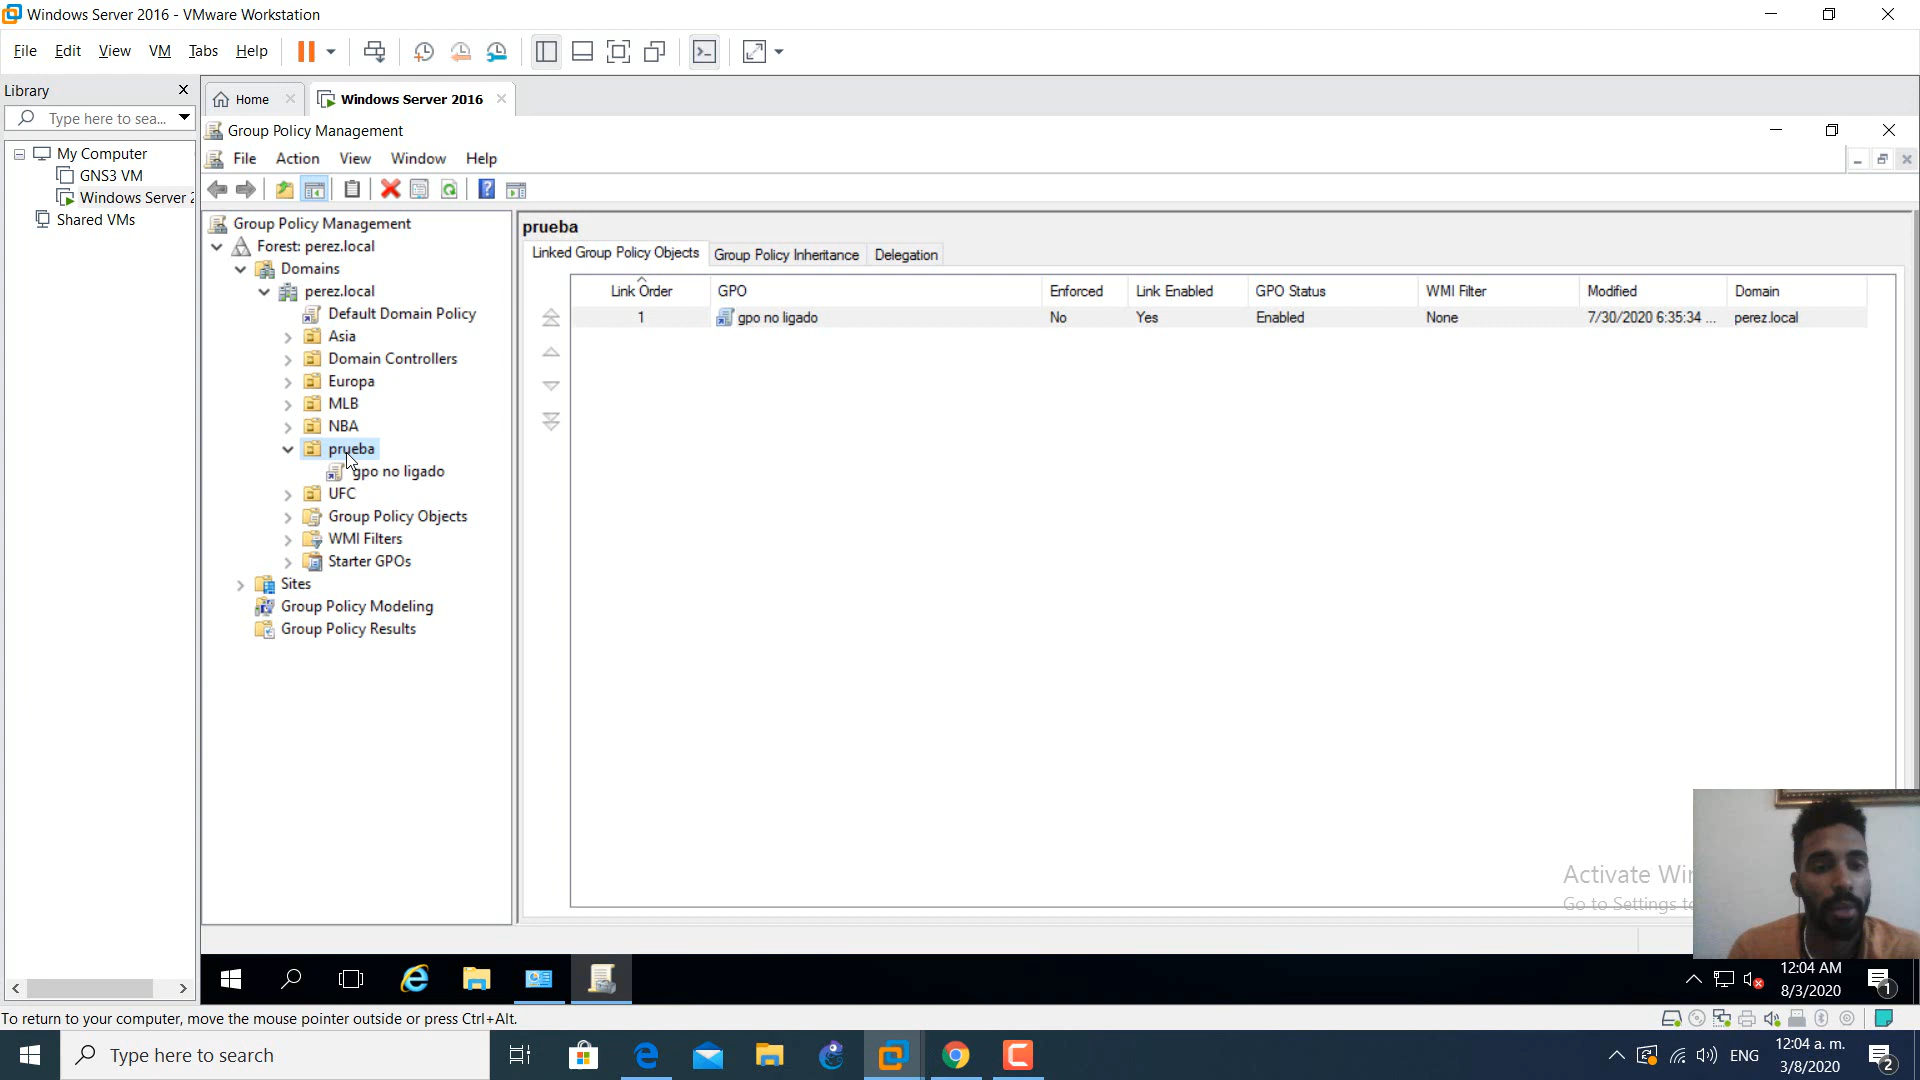 Windows Server 2016 - VMware Workstation
File Edit View VM Tabs Help
Library
Home
Windows Server 2016
Type here to sea...
Group Policy Management
My Computer
GNS3 VM
Windows Server 2
Shared VMs
File Action View Window Help
Group Policy Management
Forest: perez.local
Domains
perez.local
Default Domain Policy
Asia
Domain Controllers
Europa
MLB
NBA
prueba
gpo no ligado
UFC
Group Policy Objects
WMI Filters
Starter GPOs
Sites
Group Policy Modeling
Group Policy Results
prueba
Linked Group Policy Objects Group Policy Inheritance Delegation
Link Order GPO Enforced Link Enabled GPO Status WMI Filter Modified Domain
1 gpo no ligado No Yes Enabled None 7/30/2020 6:35:34 ... perez.local
Activate Wi
Go to Settings t
12:04 AM
8/3/2020
1
To return to your computer, move the mouse pointer outside or press Ctrl+Alt.
Type here to search
ENG
12:04 a. m.
3/8/2020
2